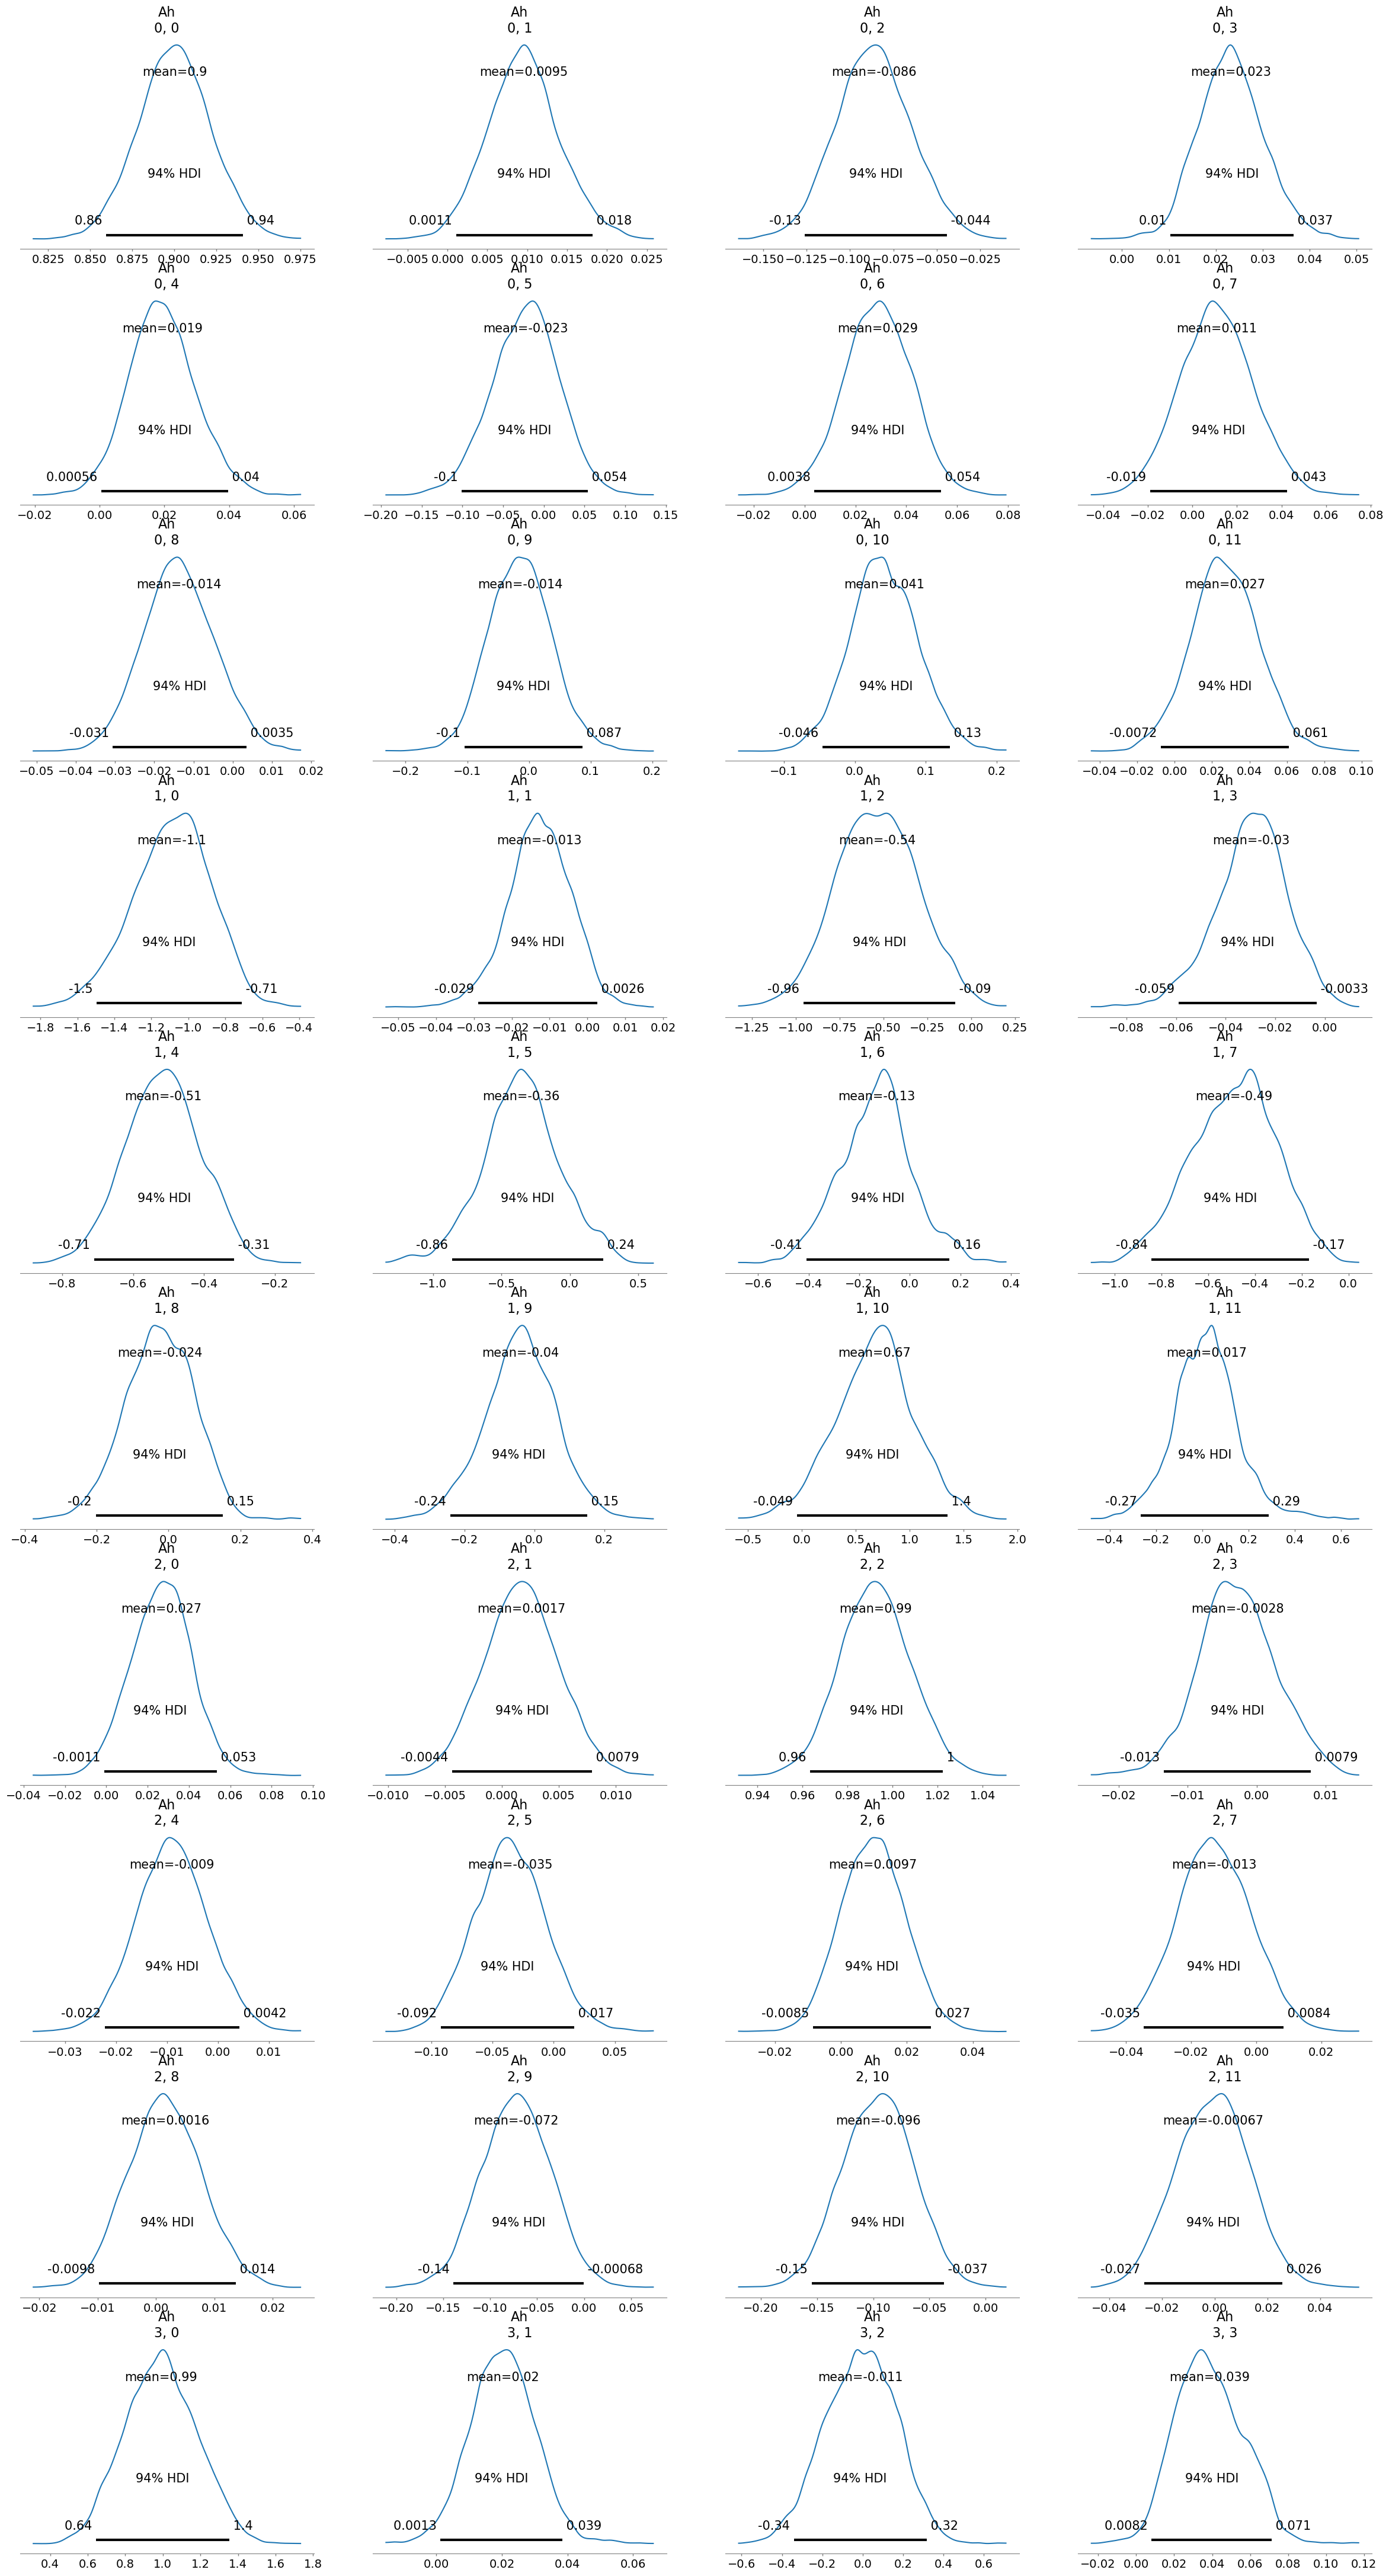 Ah
0, 0
mean=0.9
94% HDI
0.86 0.94
0.825 0.850 0.875 0.900 0.925 0.950 0.975
Ah
0, 1
mean=0.0095
94% HDI
0.0011 0.018
−0.005 0.000 0.005 0.010 0.015 0.020 0.025
Ah
0, 2
mean=-0.086
94% HDI
-0.13 -0.044
−0.150 −0.125 −0.100 −0.075 −0.050 −0.025
Ah
0, 3
mean=0.023
94% HDI
0.01 0.037
0.00 0.01 0.02 0.03 0.04 0.05
Ah
0, 4
mean=0.019
94% HDI
0.00056 0.04
−0.02 0.00 0.02 0.04 0.06
Ah
0, 5
mean=-0.023
94% HDI
-0.1 0.054
−0.20 −0.15 −0.10 −0.05 0.00 0.05 0.10 0.15
Ah
0, 6
mean=0.029
94% HDI
0.0038 0.054
−0.02 0.00 0.02 0.04 0.06 0.08
Ah
0, 7
mean=0.011
94% HDI
-0.019 0.043
−0.04 −0.02 0.00 0.02 0.04 0.06 0.08
Ah
0, 8
mean=-0.014
94% HDI
-0.031 0.0035
−0.05 −0.04 −0.03 −0.02 −0.01 0.00 0.01 0.02
Ah
0, 9
mean=-0.014
94% HDI
-0.1 0.087
−0.2 −0.1 0.0 0.1 0.2
Ah
0, 10
mean=0.041
94% HDI
-0.046 0.13
−0.1 0.0 0.1 0.2
Ah
0, 11
mean=0.027
94% HDI
-0.0072 0.061
−0.04 −0.02 0.00 0.02 0.04 0.06 0.08 0.10
Ah
1, 0
mean=-1.1
94% HDI
-1.5 -0.71
−1.8 −1.6 −1.4 −1.2 −1.0 −0.8 −0.6 −0.4
Ah
1, 1
mean=-0.013
94% HDI
-0.029 0.0026
−0.05 −0.04 −0.03 −0.02 −0.01 0.00 0.01 0.02
Ah
1, 2
mean=-0.54
94% HDI
-0.96 -0.09
−1.25 −1.00 −0.75 −0.50 −0.25 0.00 0.25
Ah
1, 3
mean=-0.03
94% HDI
-0.059 -0.0033
−0.08 −0.06 −0.04 −0.02 0.00
Ah
1, 4
mean=-0.51
94% HDI
-0.71 -0.31
−0.8 −0.6 −0.4 −0.2
Ah
1, 5
mean=-0.36
94% HDI
-0.86 0.24
−1.0 −0.5 0.0 0.5
Ah
1, 6
mean=-0.13
94% HDI
-0.41 0.16
−0.6 −0.4 −0.2 0.0 0.2 0.4
Ah
1, 7
mean=-0.49
94% HDI
-0.84 -0.17
−1.0 −0.8 −0.6 −0.4 −0.2 0.0
Ah
1, 8
mean=-0.024
94% HDI
-0.2 0.15
−0.4 −0.2 0.0 0.2 0.4
Ah
1, 9
mean=-0.04
94% HDI
-0.24 0.15
−0.4 −0.2 0.0 0.2
Ah
1, 10
mean=0.67
94% HDI
-0.049 1.4
−0.5 0.0 0.5 1.0 1.5 2.0
Ah
1, 11
mean=0.017
94% HDI
-0.27 0.29
−0.4 −0.2 0.0 0.2 0.4 0.6
Ah
2, 0
mean=0.027
94% HDI
-0.0011 0.053
−0.04 −0.02 0.00 0.02 0.04 0.06 0.08 0.10
Ah
2, 1
mean=0.0017
94% HDI
-0.0044 0.0079
−0.010 −0.005 0.000 0.005 0.010
Ah
2, 2
mean=0.99
94% HDI
0.96 1
0.94 0.96 0.98 1.00 1.02 1.04
Ah
2, 3
mean=-0.0028
94% HDI
-0.013 0.0079
−0.02 −0.01 0.00 0.01
Ah
2, 4
mean=-0.009
94% HDI
-0.022 0.0042
−0.03 −0.02 −0.01 0.00 0.01
Ah
2, 5
mean=-0.035
94% HDI
-0.092 0.017
−0.10 −0.05 0.00 0.05
Ah
2, 6
mean=0.0097
94% HDI
-0.0085 0.027
−0.02 0.00 0.02 0.04
Ah
2, 7
mean=-0.013
94% HDI
-0.035 0.0084
−0.04 −0.02 0.00 0.02
Ah
2, 8
mean=0.0016
94% HDI
-0.0098 0.014
−0.02 −0.01 0.00 0.01 0.02
Ah
2, 9
mean=-0.072
94% HDI
-0.14 -0.00068
−0.20 −0.15 −0.10 −0.05 0.00 0.05
Ah
2, 10
mean=-0.096
94% HDI
-0.15 -0.037
−0.20 −0.15 −0.10 −0.05 0.00
Ah
2, 11
mean=-0.00067
94% HDI
-0.027 0.026
−0.04 −0.02 0.00 0.02 0.04
Ah
3, 0
mean=0.99
94% HDI
0.64 1.4
0.4 0.6 0.8 1.0 1.2 1.4 1.6 1.8
Ah
3, 1
mean=0.02
94% HDI
0.0013 0.039
0.00 0.02 0.04 0.06
Ah
3, 2
mean=-0.011
94% HDI
-0.34 0.32
−0.6 −0.4 −0.2 0.0 0.2 0.4 0.6
Ah
3, 3
mean=0.039
94% HDI
0.0082 0.071
−0.02 0.00 0.02 0.04 0.06 0.08 0.10 0.12